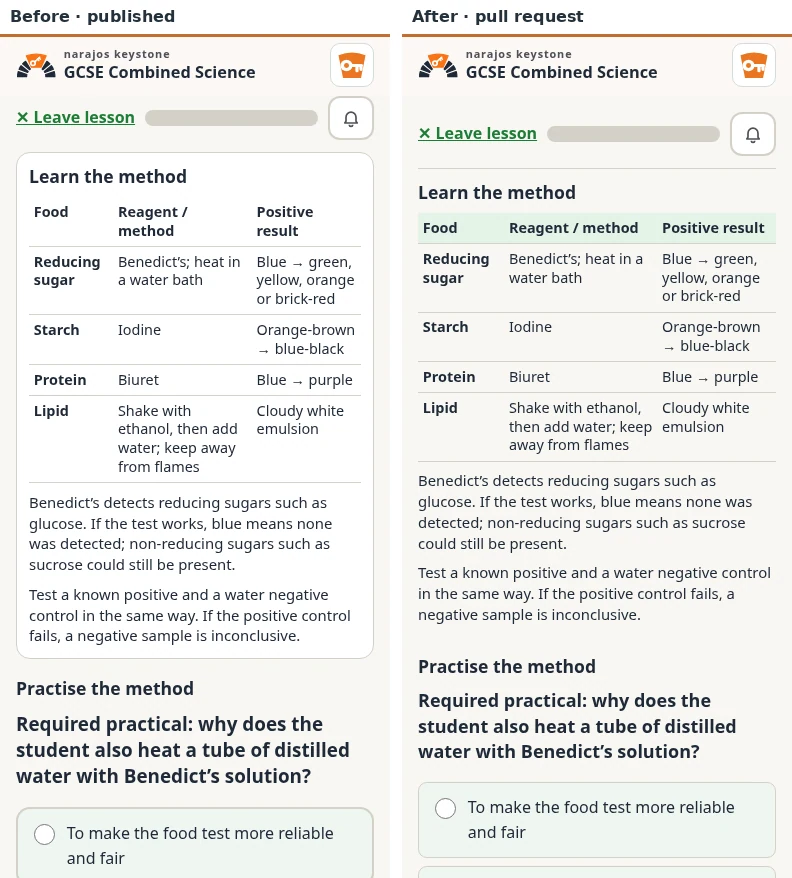 Before · published
narajos keystone
GCSE Combined Science
✕ Leave lesson
Learn the method
Food Reagent / method Positive result
Reducing sugar Benedict’s; heat in a water bath Blue → green, yellow, orange or brick-red
Starch Iodine Orange-brown → blue-black
Protein Biuret Blue → purple
Lipid Shake with ethanol, then add water; keep away from flames Cloudy white emulsion
Benedict’s detects reducing sugars such as
glucose. If the test works, blue means none
was detected; non-reducing sugars such as
sucrose could still be present.
Test a known positive and a water negative
control in the same way. If the positive control
fails, a negative sample is inconclusive.
Practise the method
Required practical: why does the
student also heat a tube of distilled
water with Benedict’s solution?
To make the food test more reliable
and fair
After · pull request
narajos keystone
GCSE Combined Science
✕ Leave lesson
Learn the method
Food Reagent / method Positive result
Reducing sugar Benedict’s; heat in a water bath Blue → green, yellow, orange or brick-red
Starch Iodine Orange-brown → blue-black
Protein Biuret Blue → purple
Lipid Shake with ethanol, then add water; keep away from flames Cloudy white emulsion
Benedict’s detects reducing sugars such as
glucose. If the test works, blue means none was
detected; non-reducing sugars such as sucrose
could still be present.
Test a known positive and a water negative control
in the same way. If the positive control fails, a
negative sample is inconclusive.
Practise the method
Required practical: why does the
student also heat a tube of distilled
water with Benedict’s solution?
To make the food test more reliable
and fair